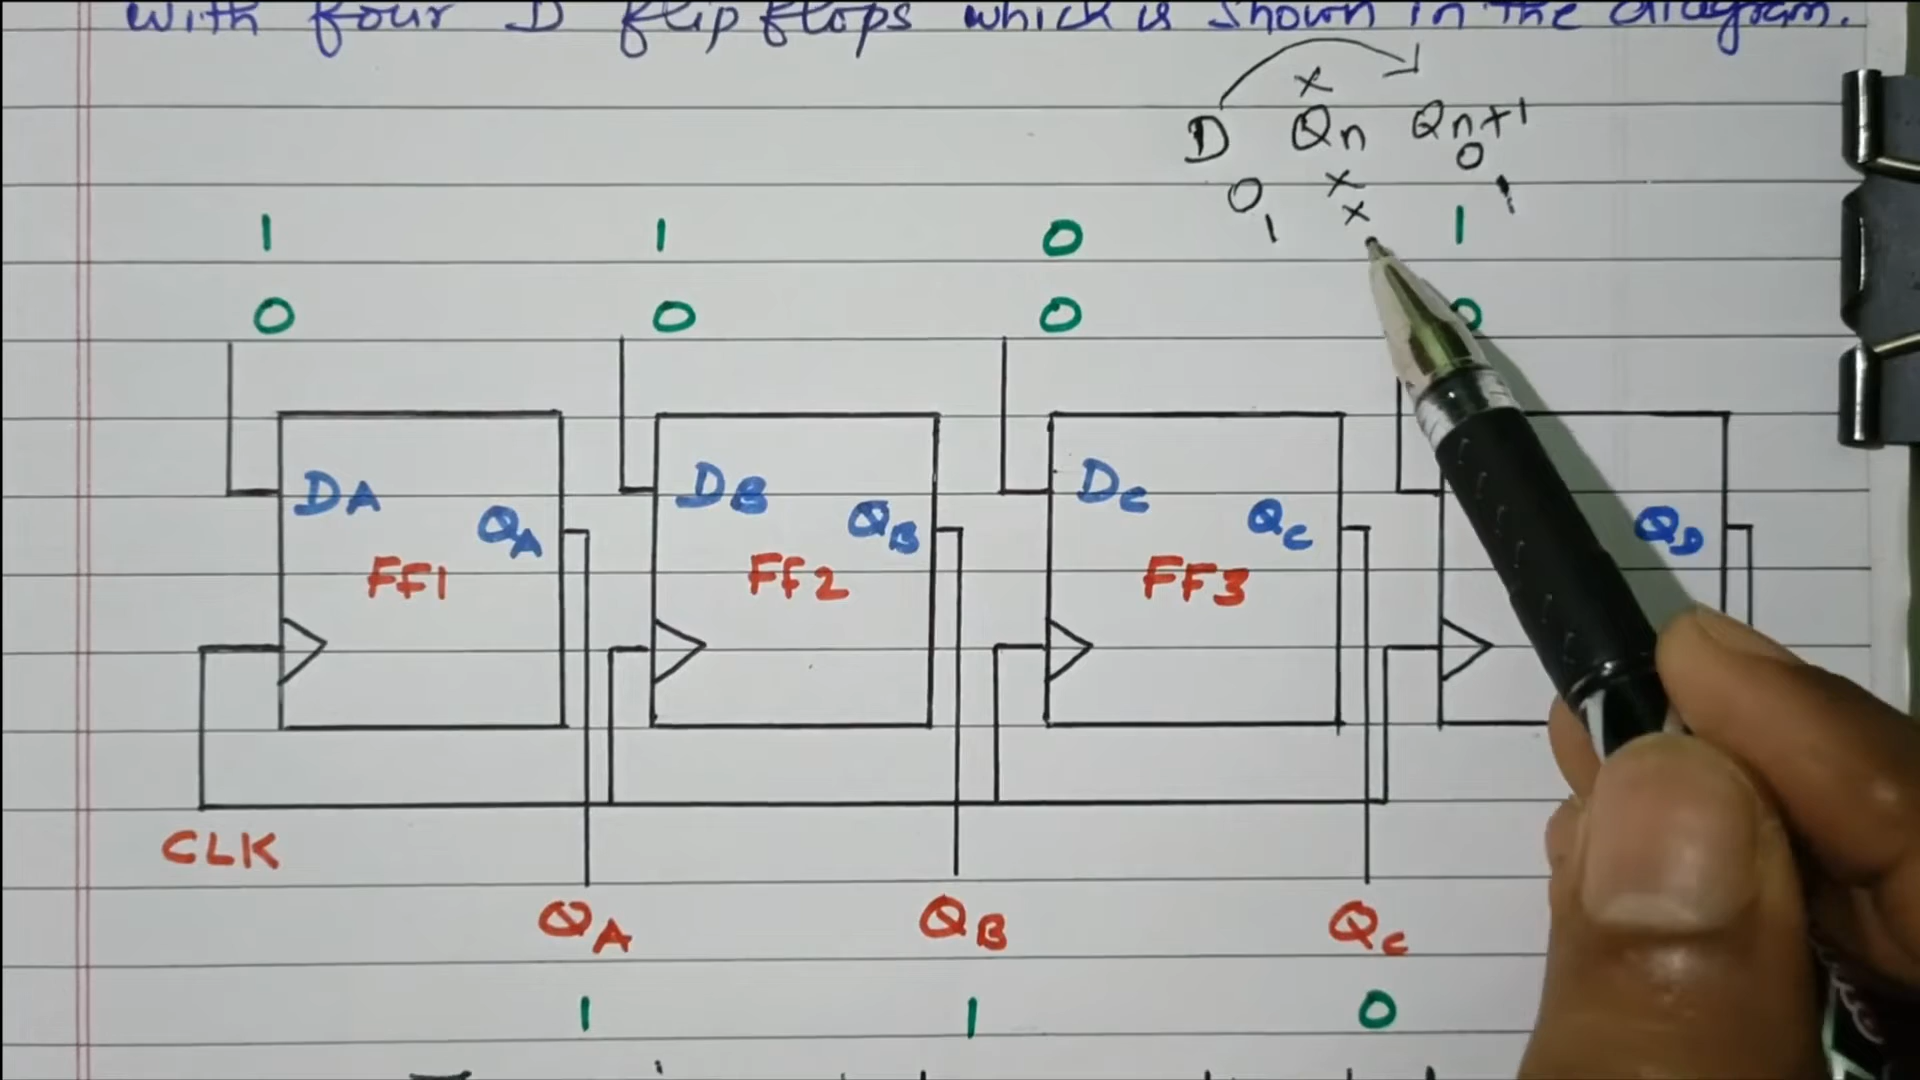 with four D flip flops which is shown in the diagram.
x
D Qn Qn+1
0 x 0
1 x 1
1 1 0 1
0 0 0 0
DA QA DB QB DC QC QD
FF1 FF2 FF3
CLK
QA QB QC
1 1 0